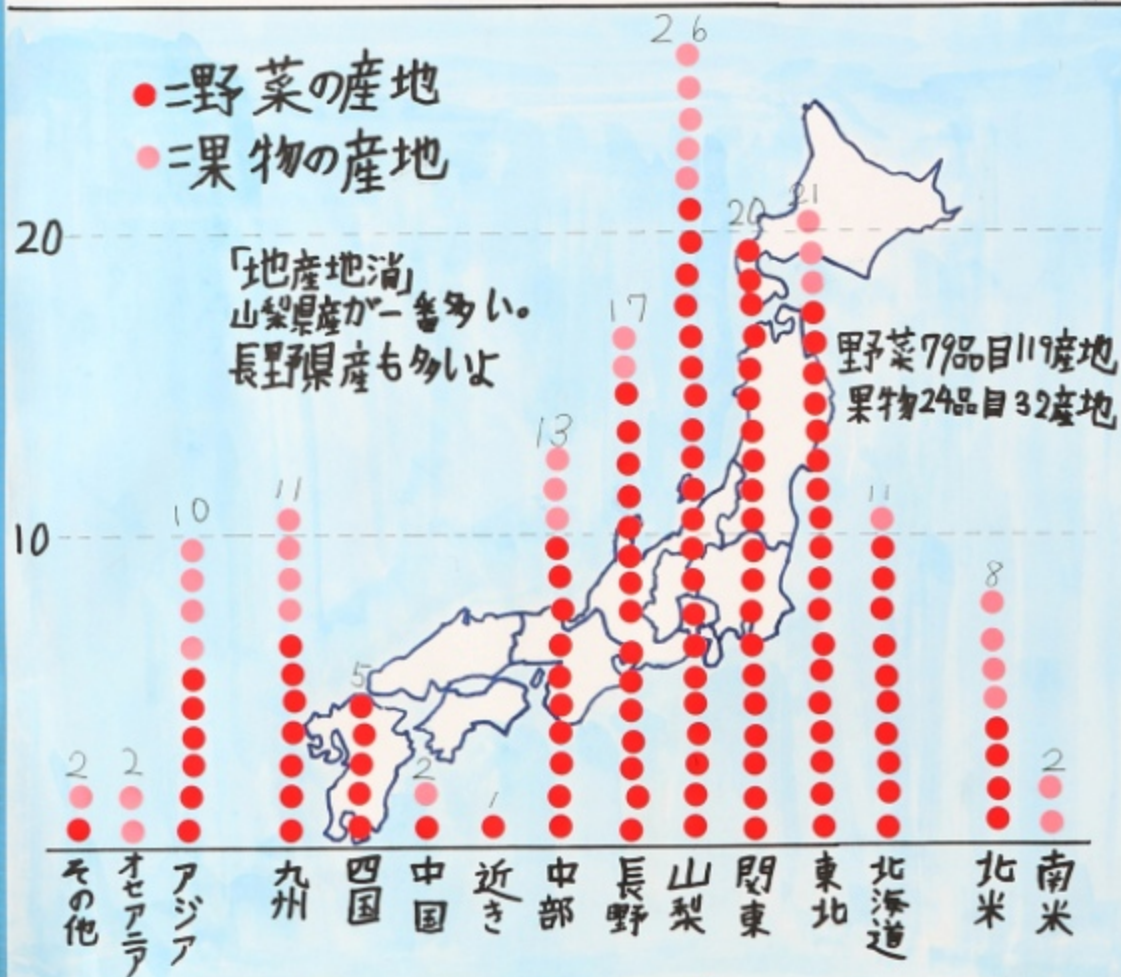 ●=野菜の産地
●=果物の産地
「地産地消」
山梨県産が一番多い。
長野県産も多いよ
野菜79品目119産地
果物24品目32産地
20
10
2
2
10
11
5
2
1
13
17
26
20
21
11
8
2
その他
オセアニア
アジア
九州
四国
中国
近き
中部
長野
山梨
関東
東北
北海道
北米
南米